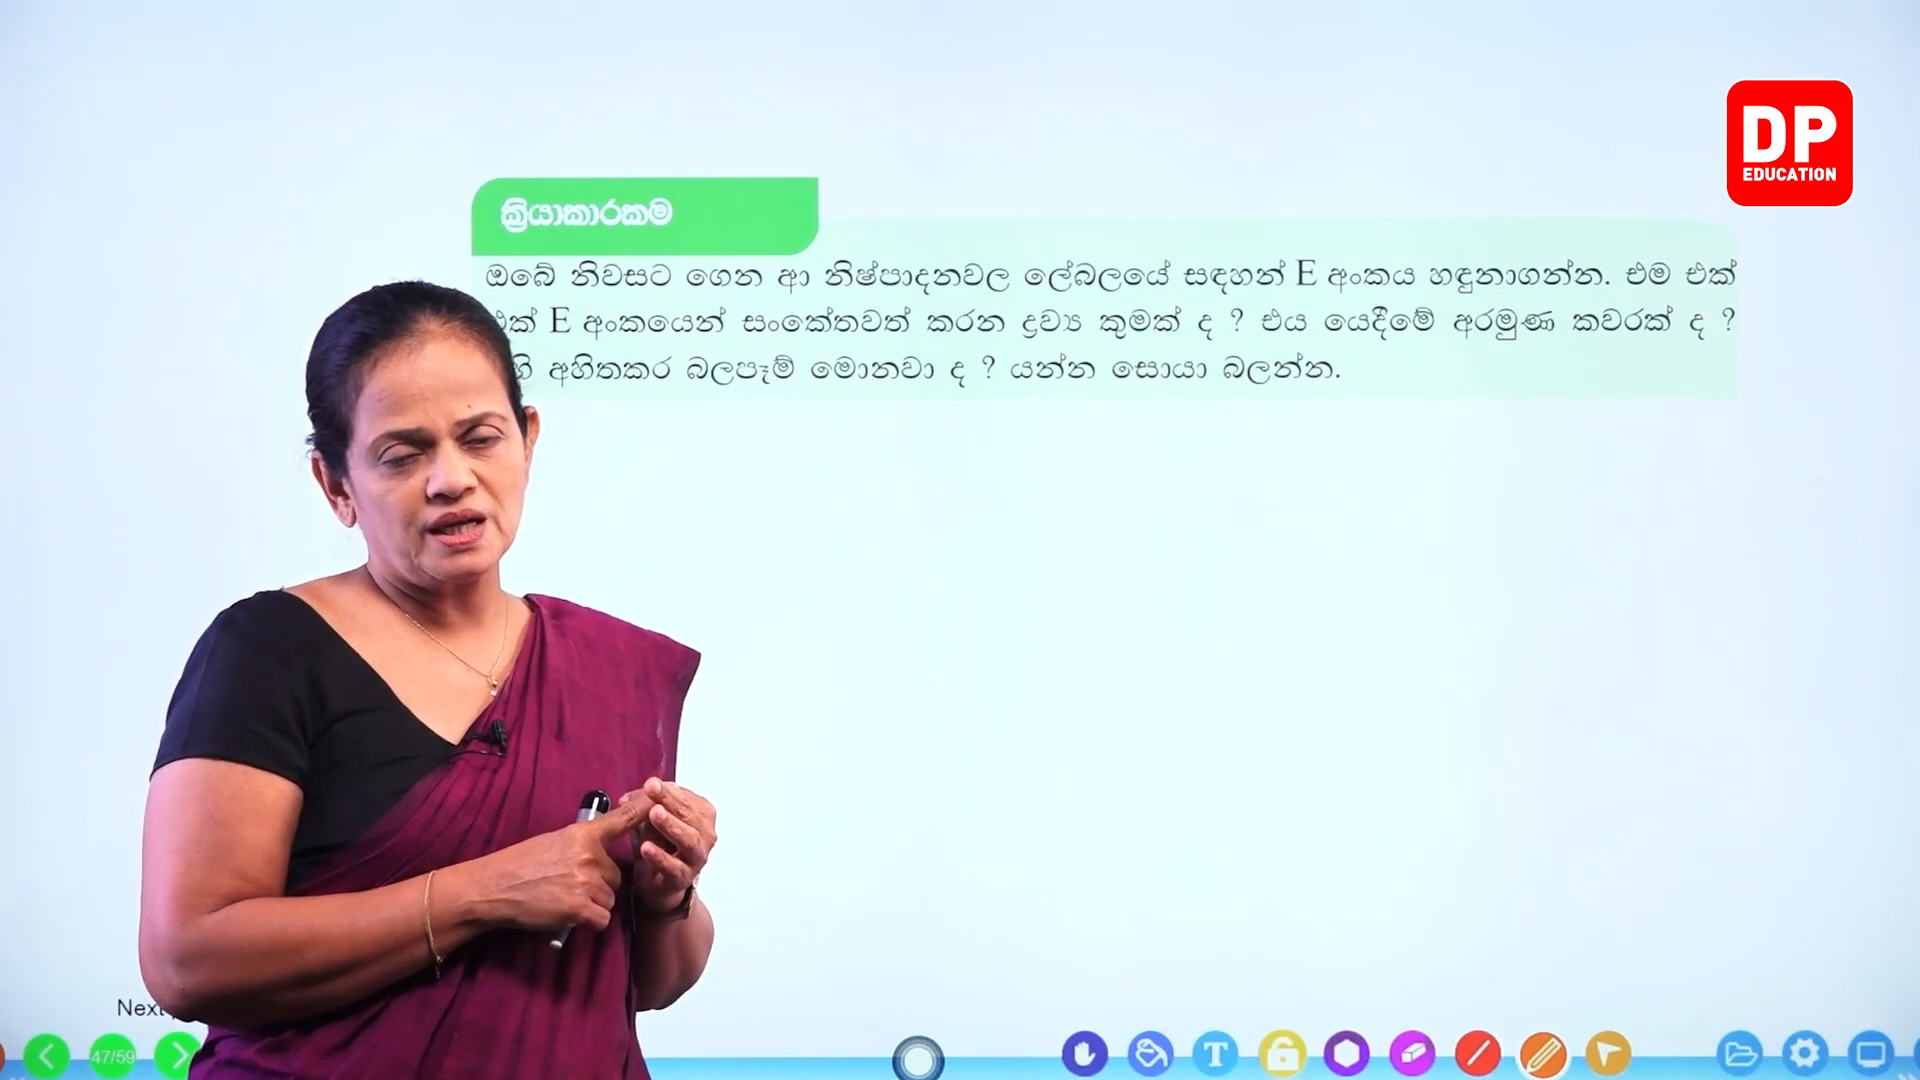 DP
EDUCATION
ක්‍රියාකාරකම
ඔබේ නිවසට ගෙන ආ නිෂ්පාදනවල ලේබලයේ සඳහන් E අංකය හඳුනාගන්න. එම එක්
E අංකයෙන් සංකේතවත් කරන ද්‍රව්‍ය කුමක් ද ? එය යෙදීමේ අරමුණ කවරක් ද ?
අහිතකර බලපෑම් මොනවා ද ? යන්න සොයා බලන්න.
Next
47/59
T